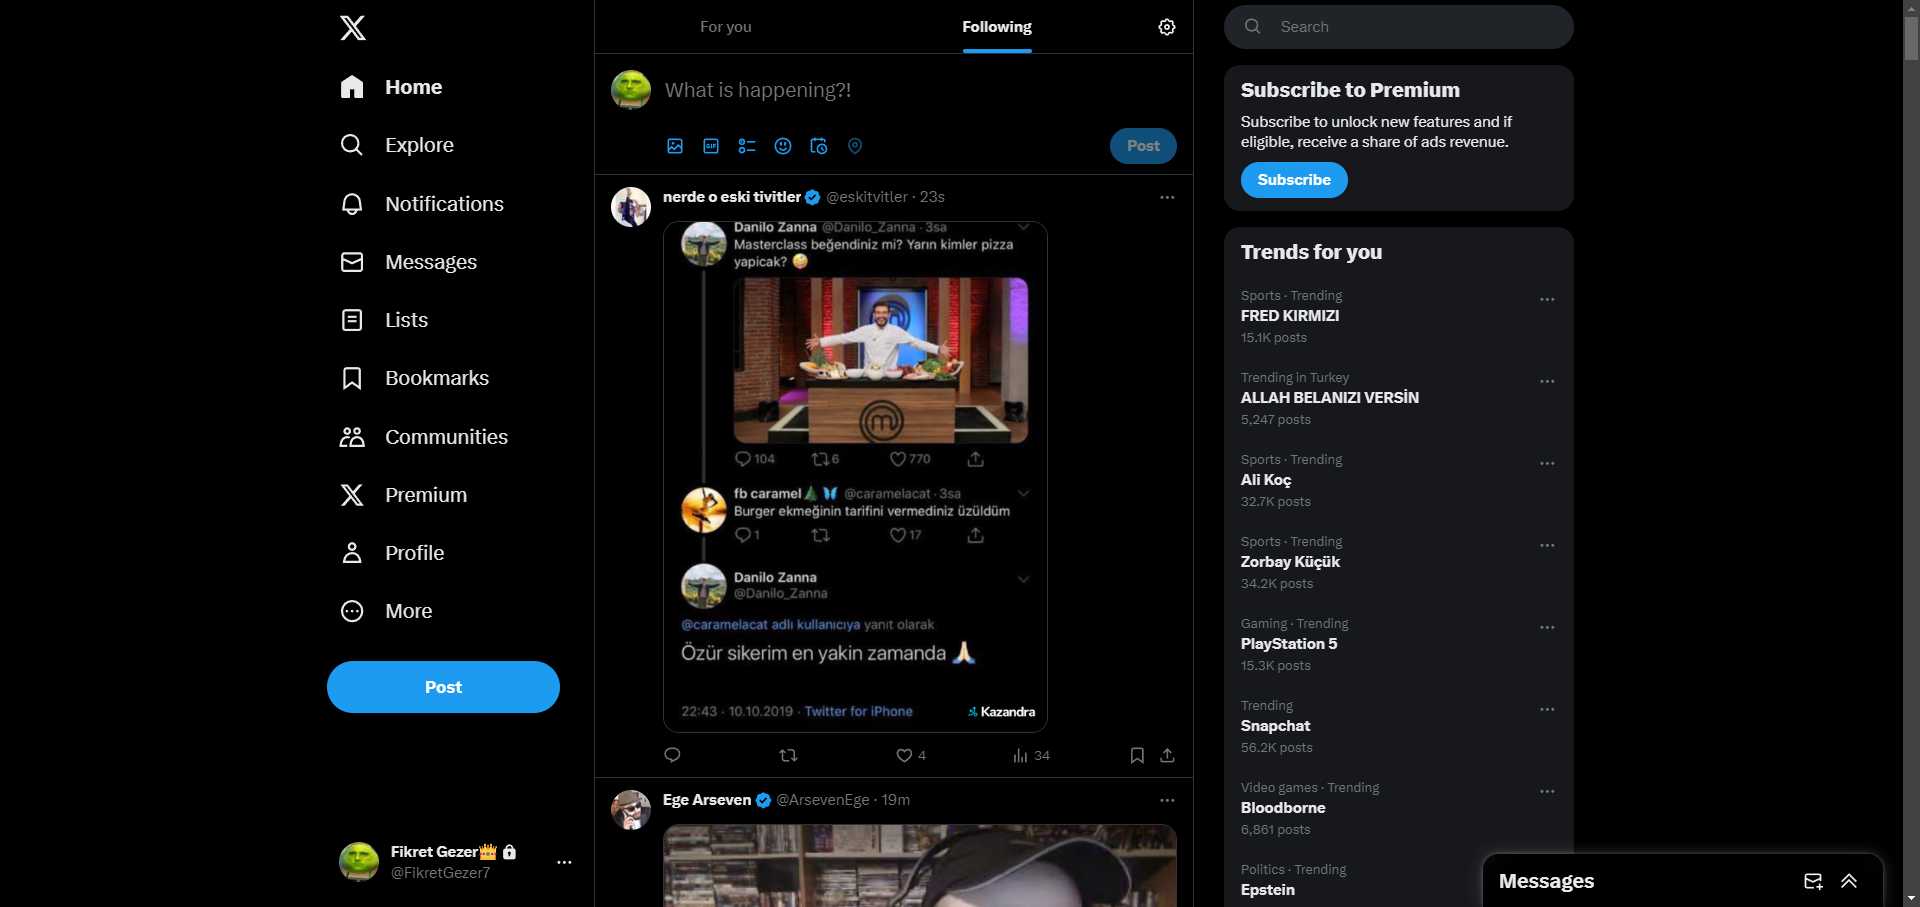 Home
Explore
Notifications
Messages
Lists
Bookmarks
Communities
Premium
Profile
More
Post
Fikret Gezer
@FikretGezer7
For you
Following
What is happening?!
GIF
Post
nerde o eski tivitler @eskitvitler · 23s
Danilo Zanna @Danilo_Zanna · 3sa
Masterclass beğendiniz mi? Yarın kimler pizza
yapicak?
104 6 770
fb caramel @caramelacat · 3sa
Burger ekmeğinin tarifini vermediniz üzüldüm
1 17
Danilo Zanna
@Danilo_Zanna
@caramelacat adlı kullanıcıya yanıt olarak
Özür sikerim en yakin zamanda
22:43 · 10.10.2019 · Twitter for iPhone
Kazandra
4 34
Ege Arseven @ArsevenEge · 19m
Search
Subscribe to Premium
Subscribe to unlock new features and if
eligible, receive a share of ads revenue.
Subscribe
Trends for you
Sports · Trending
FRED KIRMIZI
15.1K posts
Trending in Turkey
ALLAH BELANIZI VERSİN
5,247 posts
Sports · Trending
Ali Koç
32.7K posts
Sports · Trending
Zorbay Küçük
34.2K posts
Gaming · Trending
PlayStation 5
15.3K posts
Trending
Snapchat
56.2K posts
Video games · Trending
Bloodborne
6,861 posts
Politics · Trending
Epstein
Messages